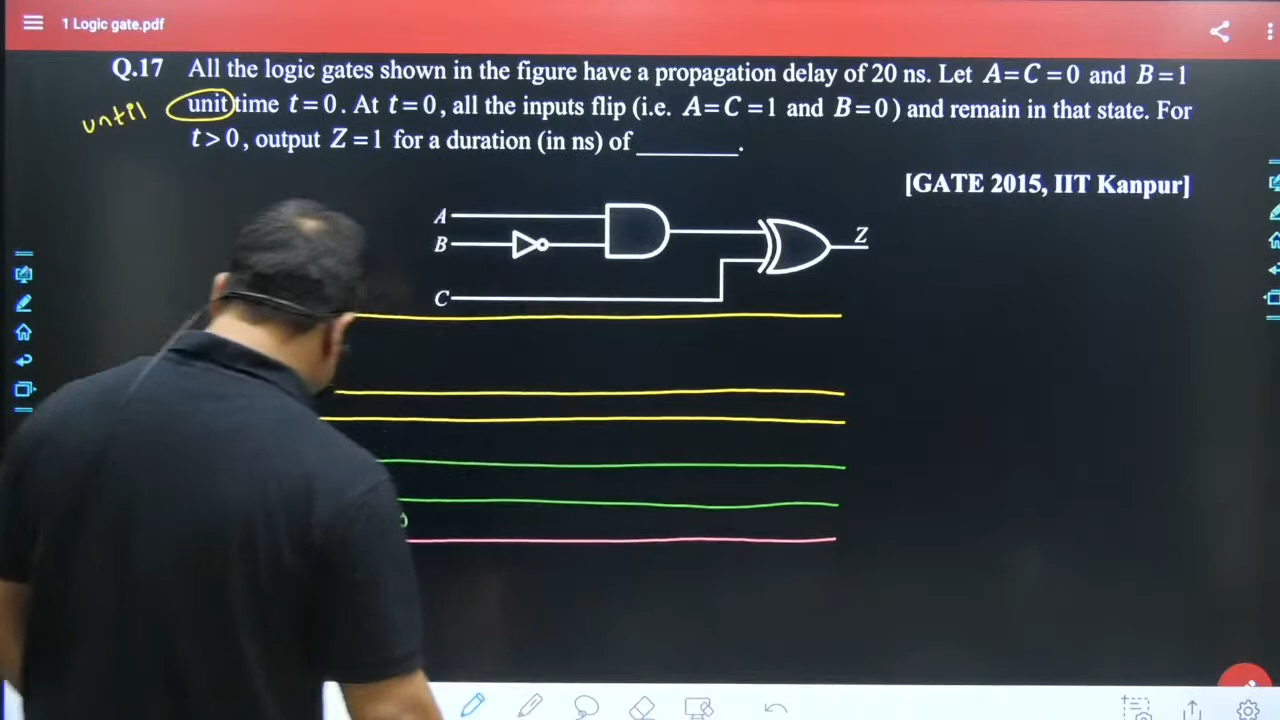 1 Logic gate.pdf
Q.17 All the logic gates shown in the figure have a propagation delay of 20 ns. Let A=C=0 and B=1
until unit time t=0. At t=0, all the inputs flip (i.e. A=C=1 and B=0) and remain in that state. For
t>0, output Z=1 for a duration (in ns) of ________.
[GATE 2015, IIT Kanpur]
A
B
Z
C